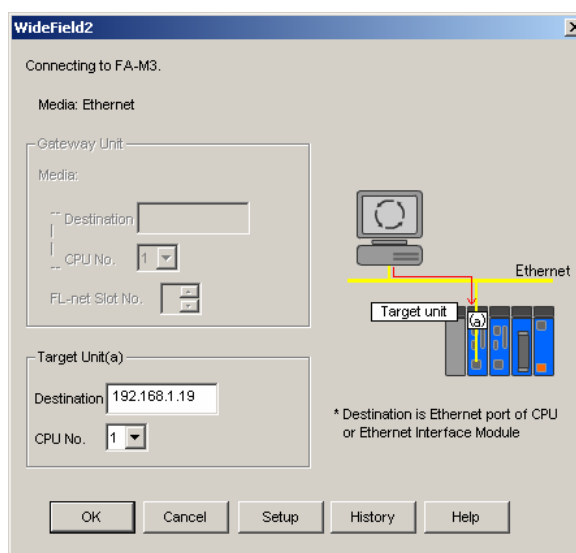 WideField2
Connecting to FA-M3.
Media: Ethernet
Gateway Unit
Media:
Destination
CPU No. 1
FL-net Slot No.
Ethernet
Target unit
(a)
Target Unit(a)
Destination 192.168.1.19
CPU No. 1
* Destination is Ethernet port of CPU
or Ethernet Interface Module
OK Cancel Setup History Help